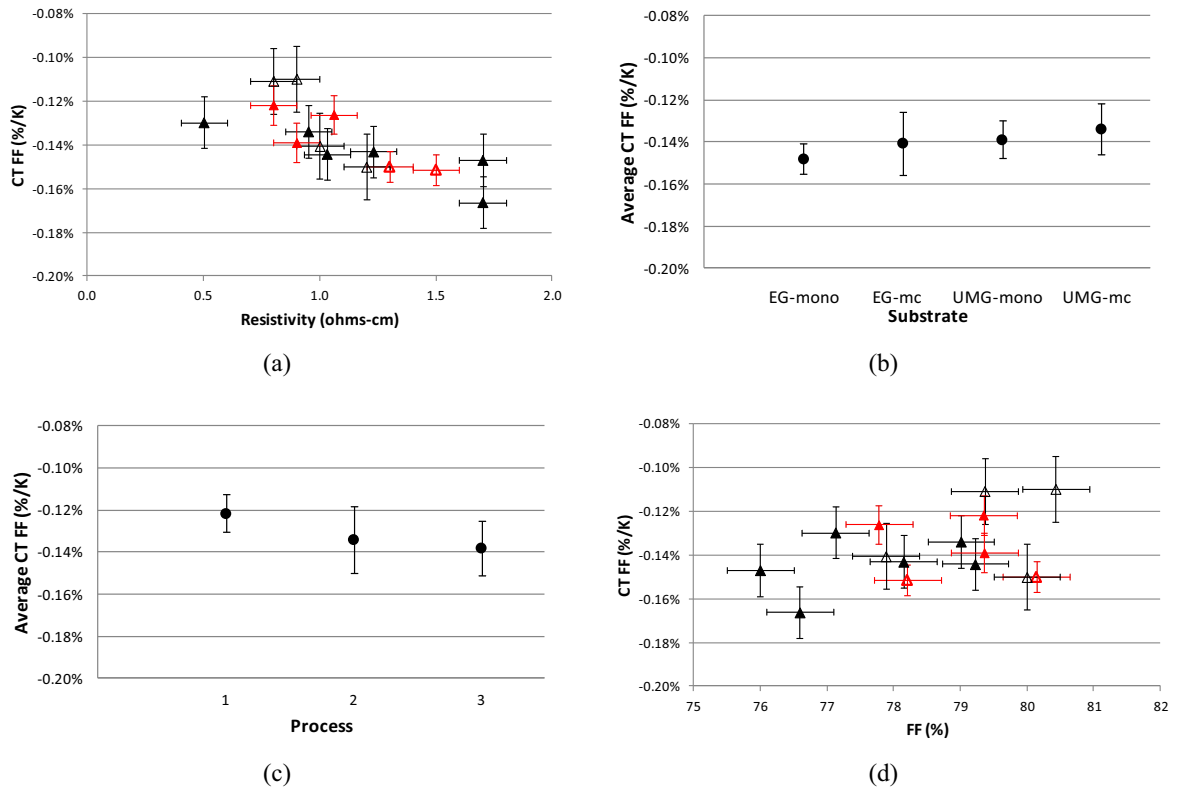 -0.08%
-0.10%
-0.12%
-0.14%
-0.16%
-0.18%
-0.20%
CT FF (%/K)
0.0 0.5 1.0 1.5 2.0
Resistivity (ohms-cm)
(a)
-0.08%
-0.10%
-0.12%
-0.14%
-0.16%
-0.18%
-0.20%
Average CT FF (%/K)
EG-mono EG-mc UMG-mono UMG-mc
Substrate
(b)
-0.08%
-0.10%
-0.12%
-0.14%
-0.16%
-0.18%
-0.20%
Average CT FF (%/K)
1 2 3
Process
(c)
-0.08%
-0.10%
-0.12%
-0.14%
-0.16%
-0.18%
-0.20%
CT FF (%/K)
75 76 77 78 79 80 81 82
FF (%)
(d)